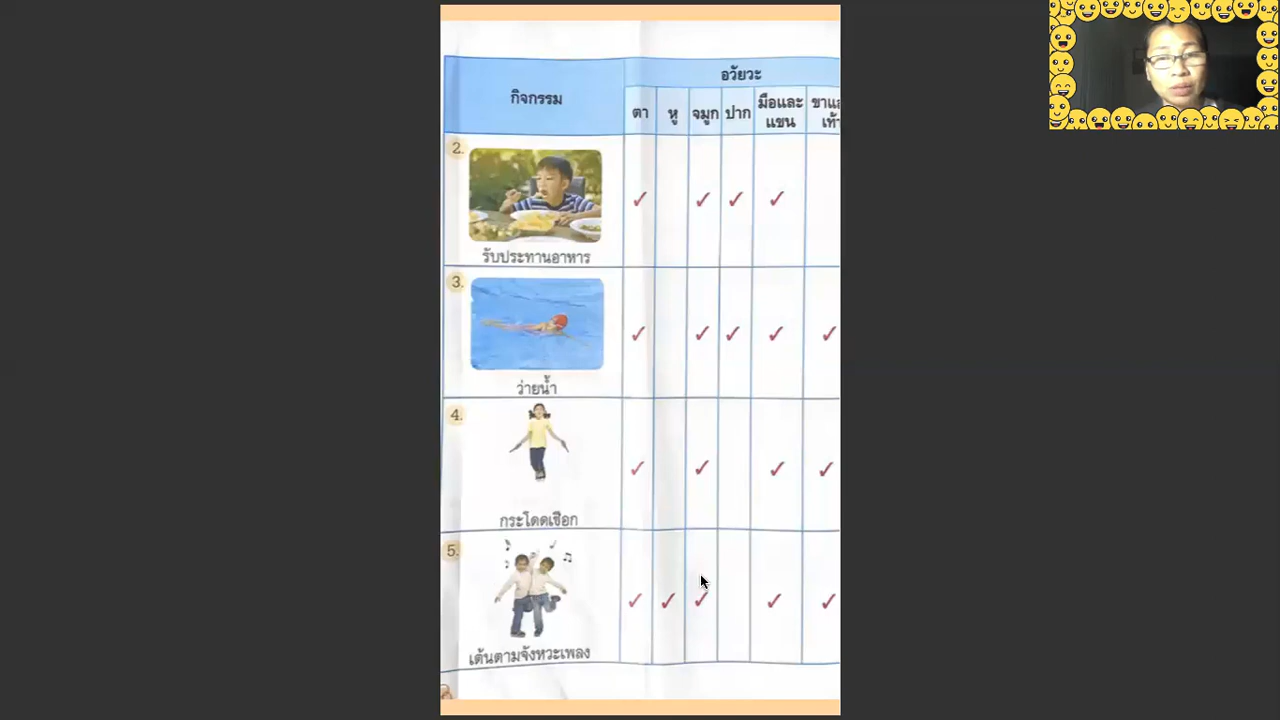 กิจกรรม
อวัยวะ
ตา
หู
จมูก
ปาก
มือและ
แขน
2.
✓ ✓ ✓ ✓
รับประทานอาหาร
3.
✓ ✓ ✓ ✓ ✓
ว่ายน้ำ
4.
✓ ✓ ✓ ✓
กระโดดเชือก
5.
✓ ✓ ✓ ✓ ✓
เต้นตามจังหวะเพลง